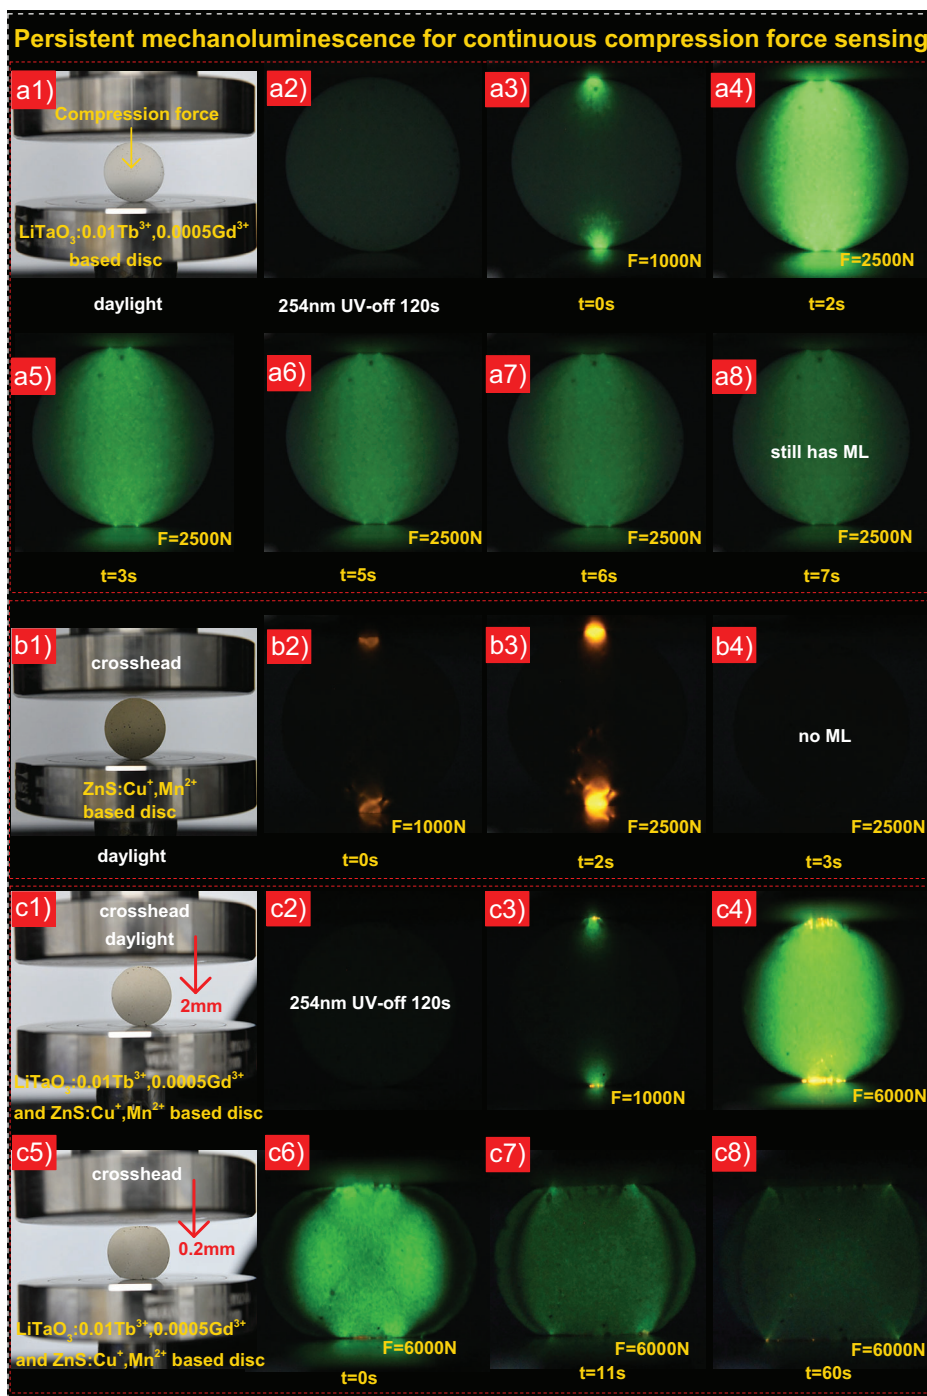 Persistent mechanoluminescence for continuous compression force sensing
a1)
Compression force
LiTaO₃:0.01Tb³⁺,0.0005Gd³⁺
based disc
daylight
a2)
254nm UV-off 120s
a3)
F=1000N
t=0s
a4)
F=2500N
t=2s
a5)
F=2500N
t=3s
a6)
F=2500N
t=5s
a7)
F=2500N
t=6s
a8)
still has ML
F=2500N
t=7s
b1)
crosshead
ZnS:Cu⁺,Mn²⁺
based disc
daylight
b2)
F=1000N
t=0s
b3)
F=2500N
t=2s
b4)
no ML
F=2500N
t=3s
c1)
crosshead
daylight
2mm
LiTaO₃:0.01Tb³⁺,0.0005Gd³⁺
and ZnS:Cu⁺,Mn²⁺ based disc
c2)
254nm UV-off 120s
c3)
F=1000N
c4)
F=6000N
c5)
crosshead
0.2mm
LiTaO₃:0.01Tb³⁺,0.0005Gd³⁺
and ZnS:Cu⁺,Mn²⁺ based disc
c6)
F=6000N
t=0s
c7)
F=6000N
t=11s
c8)
F=6000N
t=60s